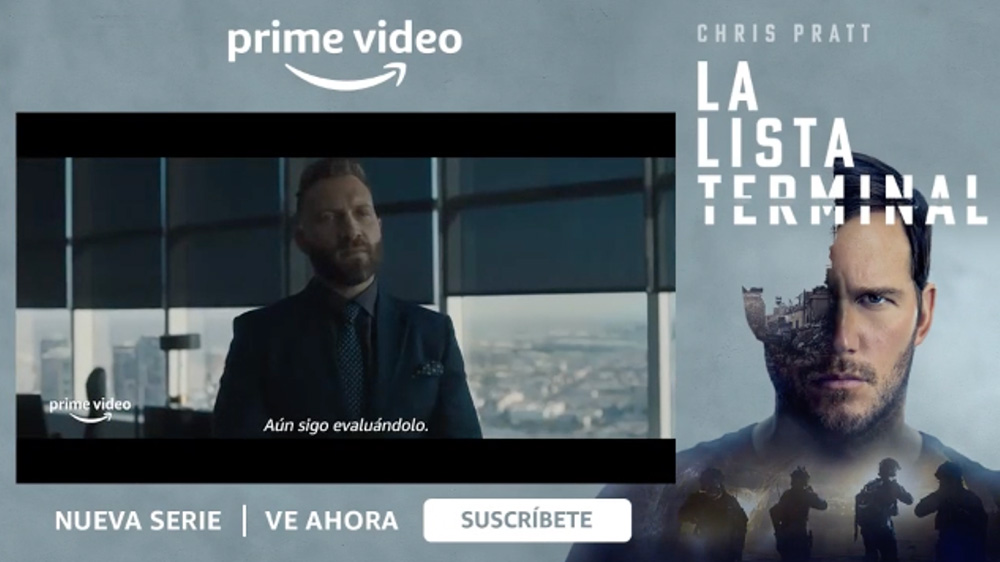 prime video
CHRIS PRATT
LA
LISTA
TERMINAL
prime video
Aún sigo evaluándolo.
NUEVA SERIE | VE AHORA
SUSCRÍBETE